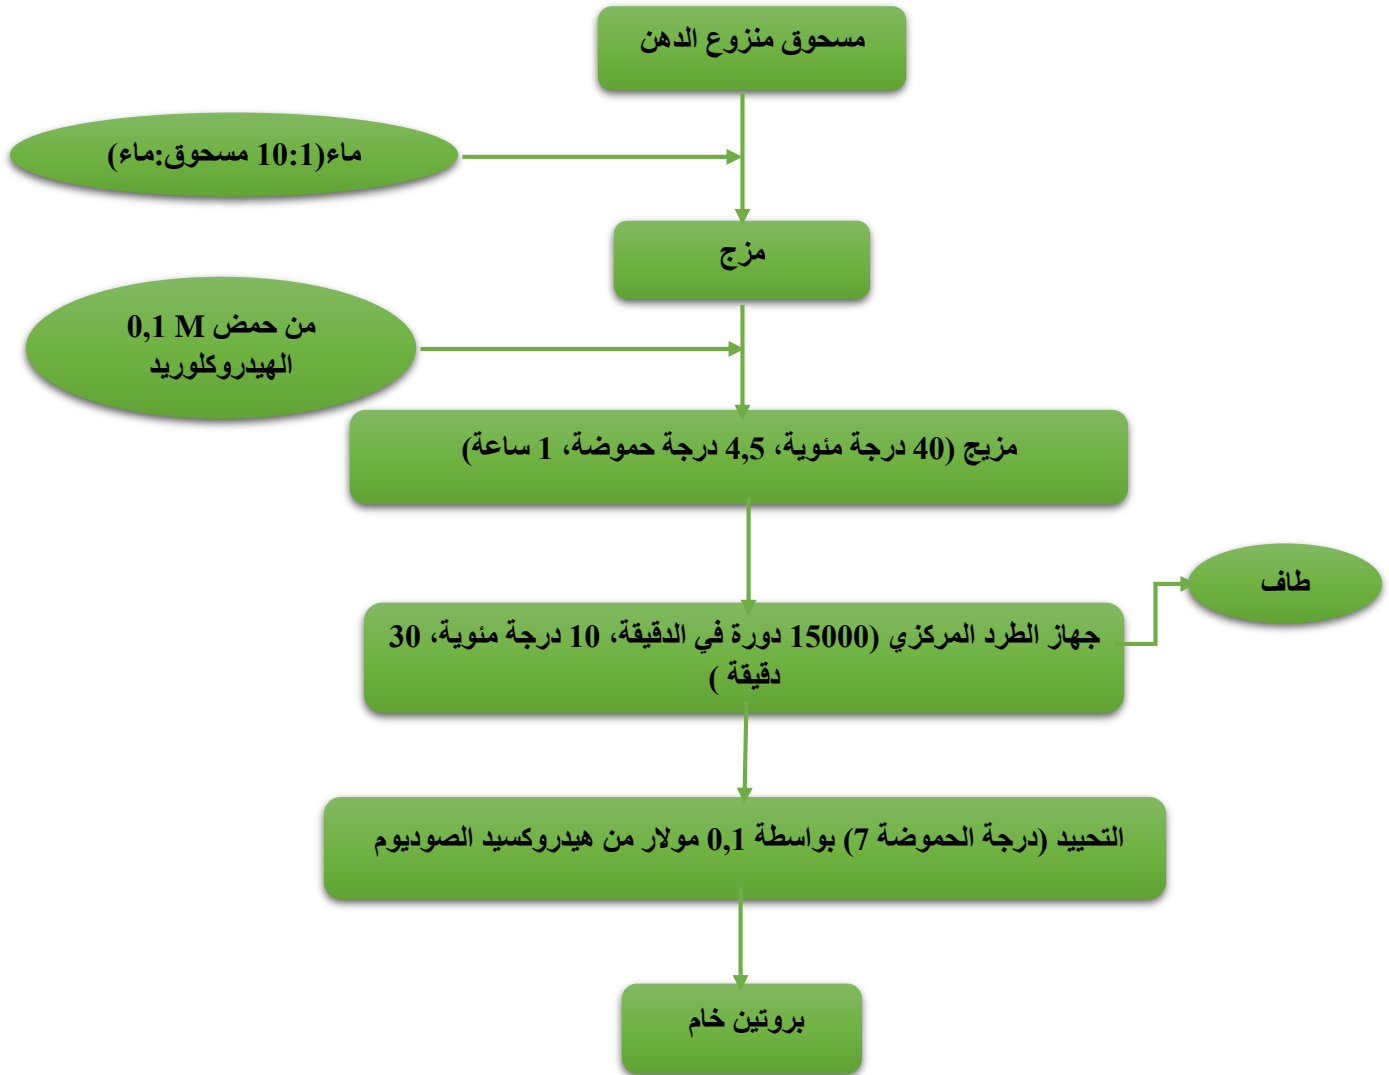 مسحوق منزوع الدهن
ماء(10:1 مسحوق:ماء)
مزج
0,1 M من حمض
الهيدروكلوريد
مزيج (40 درجة مئوية، 4,5 درجة حموضة، 1 ساعة)
طاف
جهاز الطرد المركزي (15000 دورة في الدقيقة، 10 درجة مئوية، 30
دقيقة )
التحييد (درجة الحموضة 7) بواسطة 0,1 مولار من هيدروكسيد الصوديوم
بروتين خام